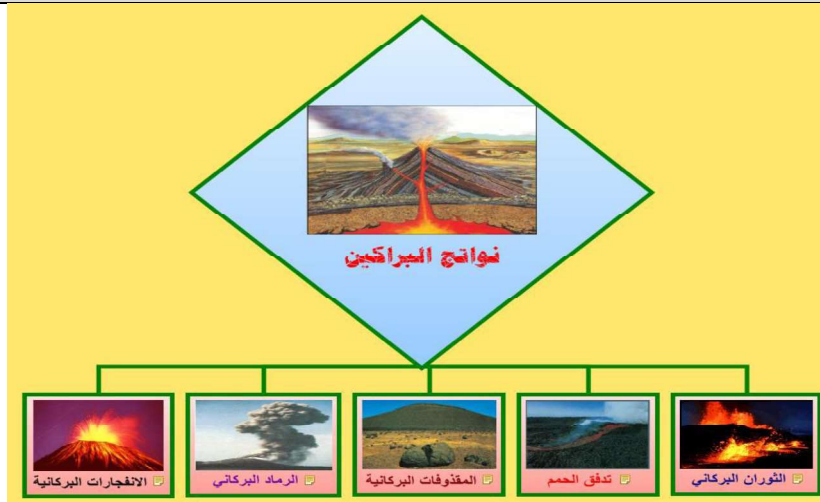 نواتج البراكين
الثوران البركاني
تدفق الحمم
المقذوفات البركانية
الرماد البركاني
الانفجارات البركانية